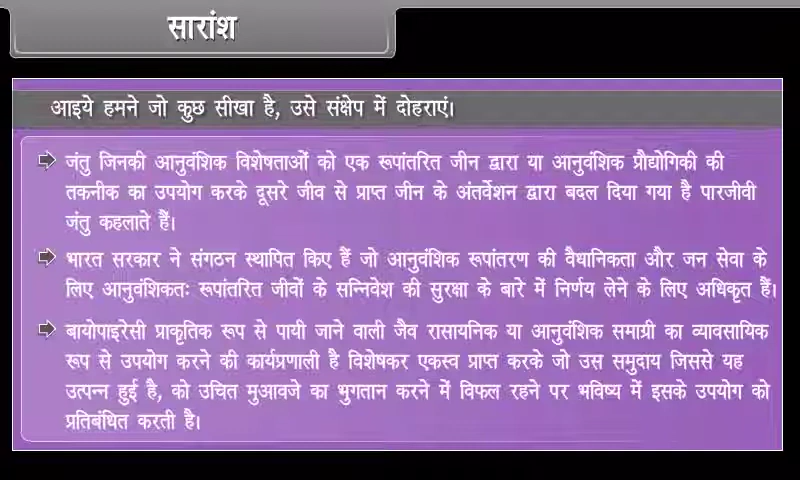 सारांश
आइये हमने जो कुछ सीखा है, उसे संक्षेप में दोहराएं।
जंतु जिनकी आनुवंशिक विशेषताओं को एक रूपांतरित जीन द्वारा या आनुवंशिक प्रौद्योगिकी की
तकनीक का उपयोग करके दूसरे जीव से प्राप्त जीन के अंतर्वेशन द्वारा बदल दिया गया है पारजीवी
जंतु कहलाते हैं।
भारत सरकार ने संगठन स्थापित किए हैं जो आनुवंशिक रूपांतरण की वैधानिकता और जन सेवा के
लिए आनुवंशिकतः रूपांतरित जीवों के सन्निवेश की सुरक्षा के बारे में निर्णय लेने के लिए अधिकृत हैं।
बायोपाइरेसी प्राकृतिक रूप से पायी जाने वाली जैव रासायनिक या आनुवंशिक समाग्री का व्यावसायिक
रूप से उपयोग करने की कार्यप्रणाली है विशेषकर एकस्व प्राप्त करके जो उस समुदाय जिससे यह
उत्पन्न हुई है, को उचित मुआवजे का भुगतान करने में विफल रहने पर भविष्य में इसके उपयोग को
प्रतिबंधित करती है।